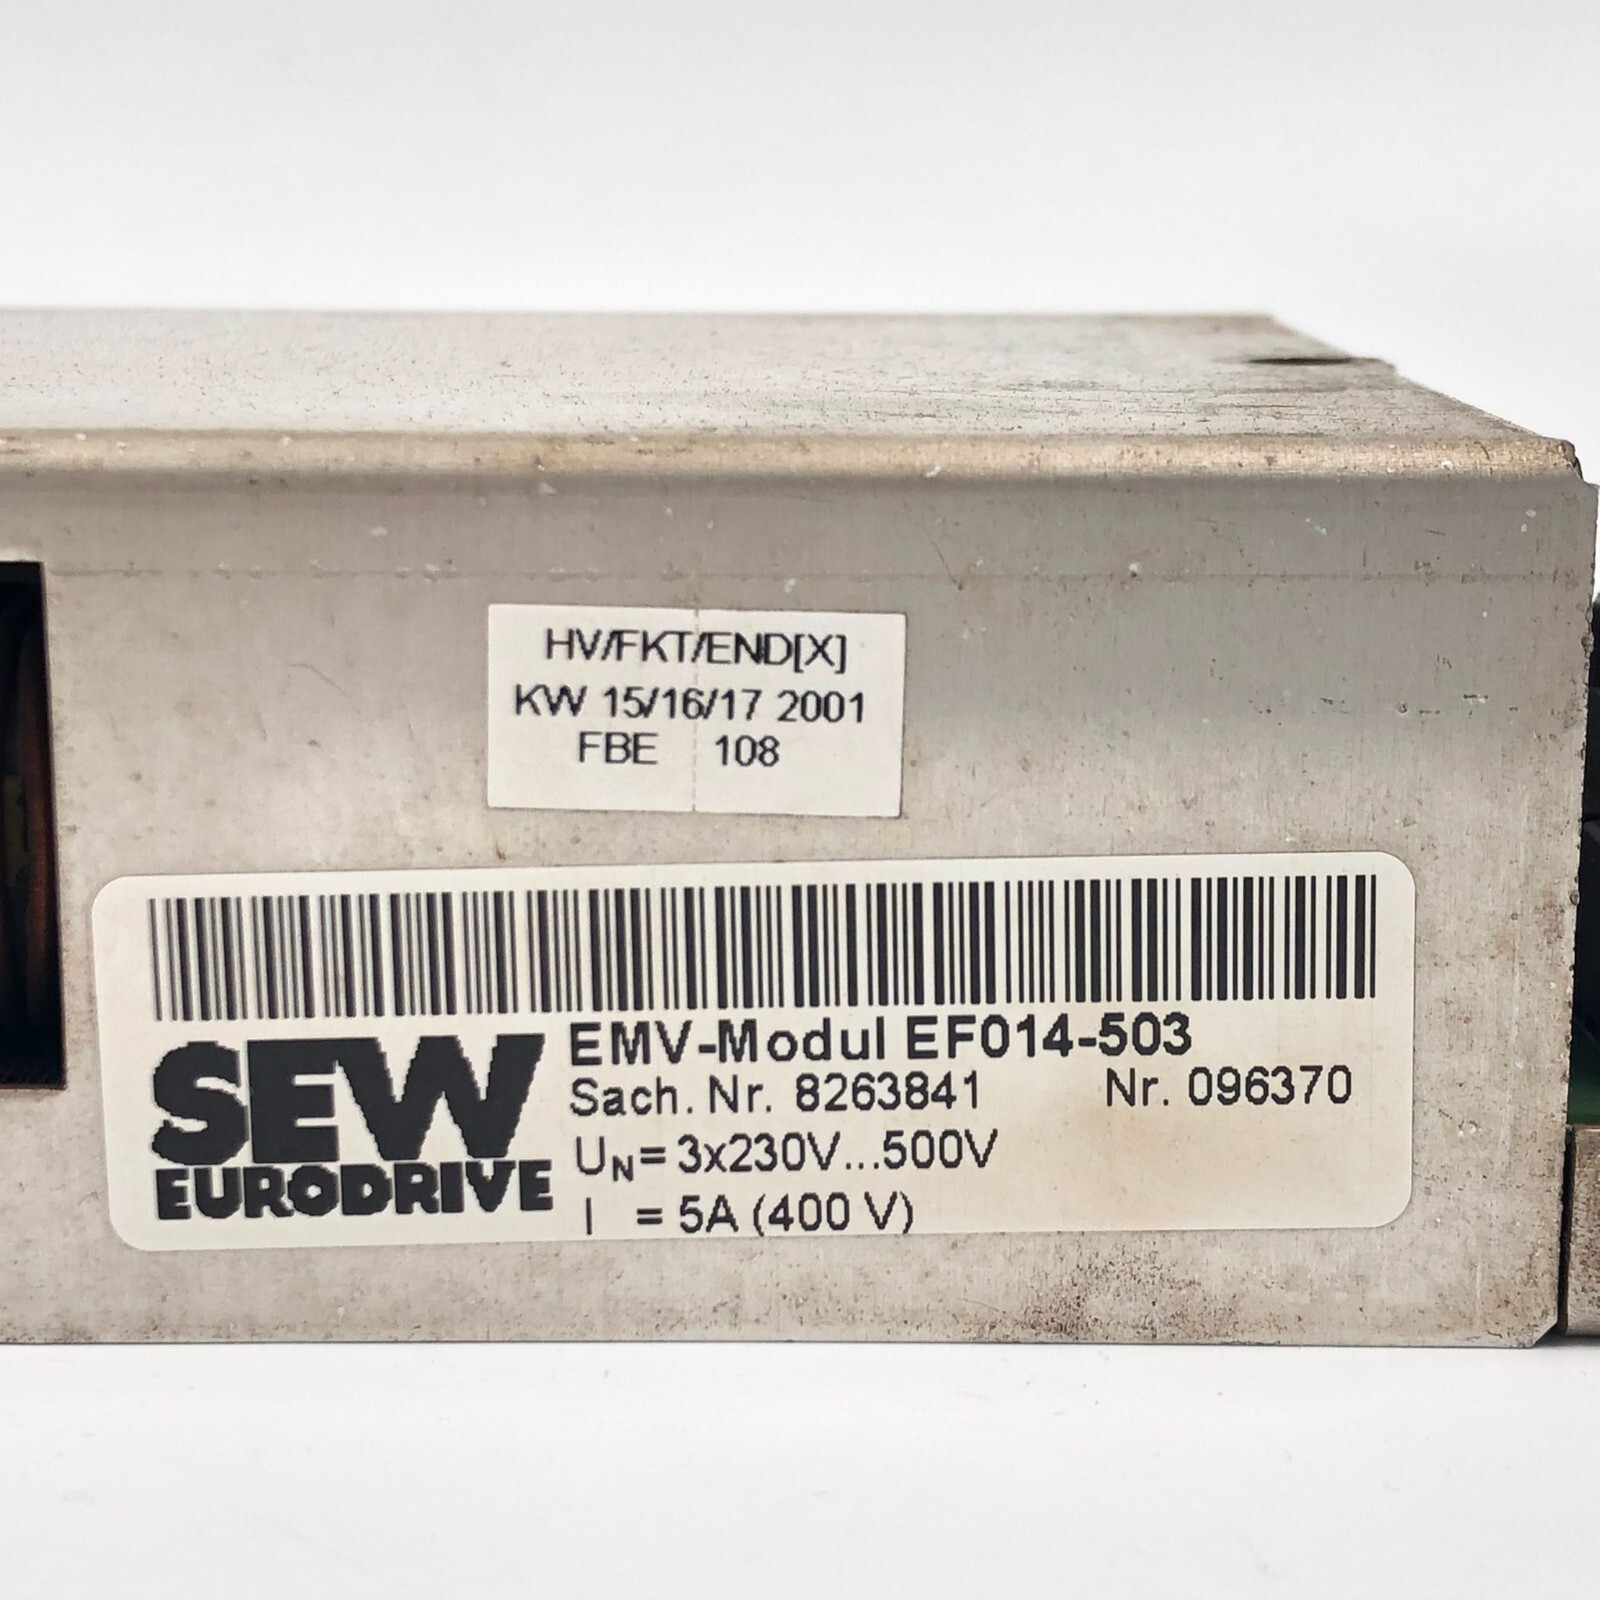 HV/FKT/END[X]
KW 15/16/17 2001
FBE 108
SEW
EURODRIVE
EMV-Modul EF014-503
Sach. Nr. 8263841 Nr. 096370
UN= 3x230V...500V
I = 5A (400 V)